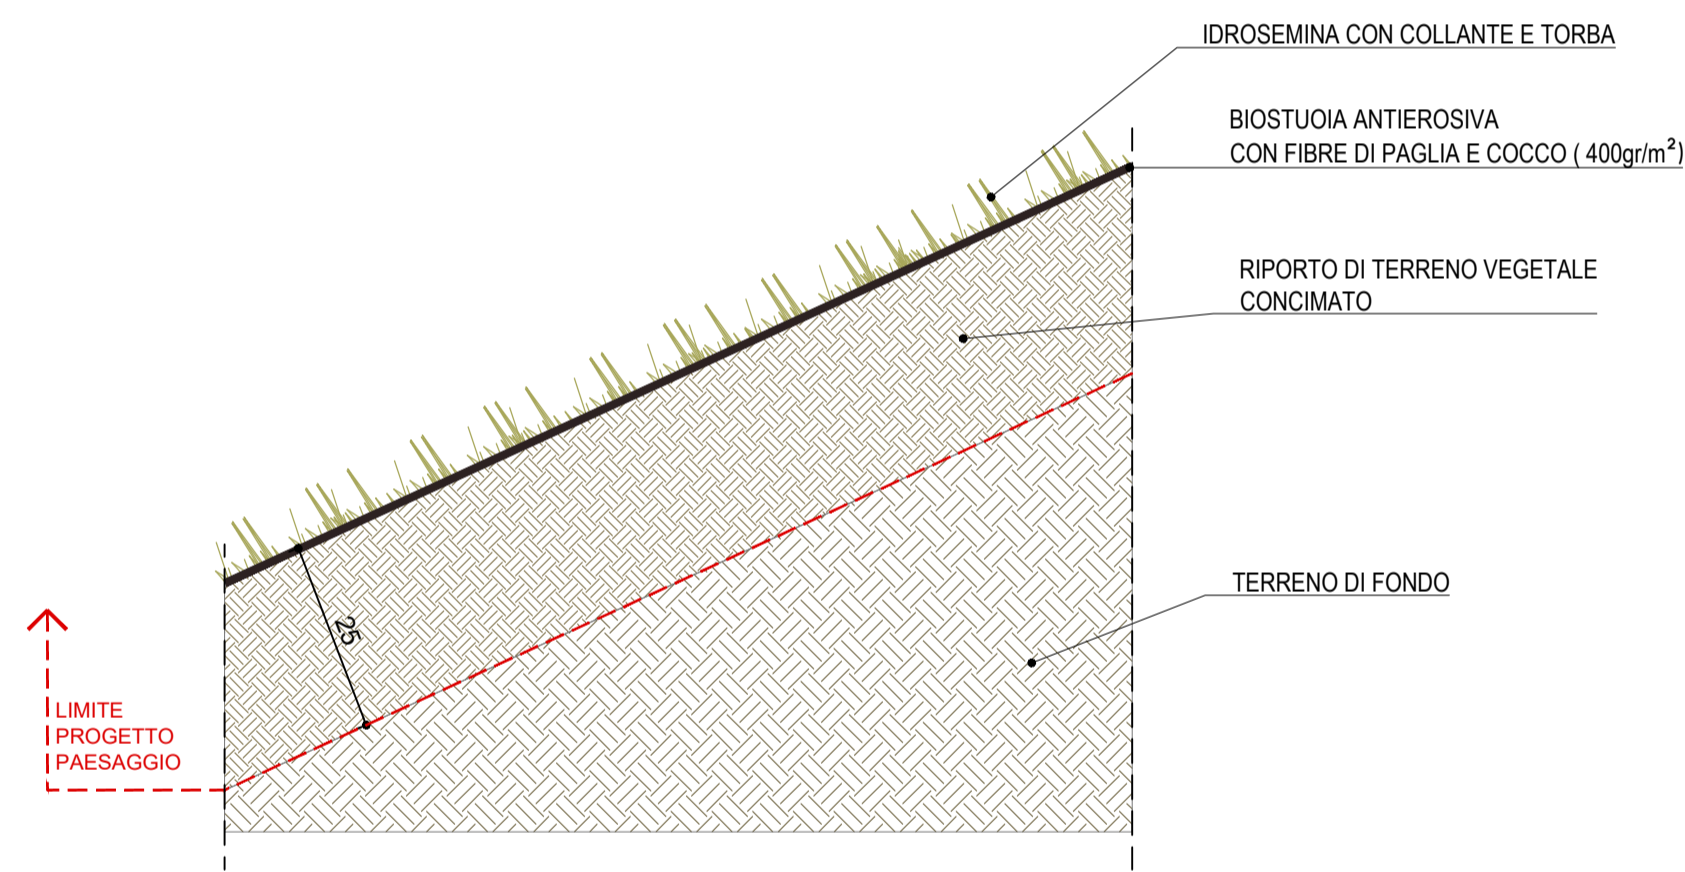 IDROSEMINA CON COLLANTE E TORBA
BIOSTUOIA ANTIEROSIVA
CON FIBRE DI PAGLIA E COCCO ( 400gr/m²)
RIPORTO DI TERRENO VEGETALE
CONCIMATO
TERRENO DI FONDO
25
LIMITE
PROGETTO
PAESAGGIO